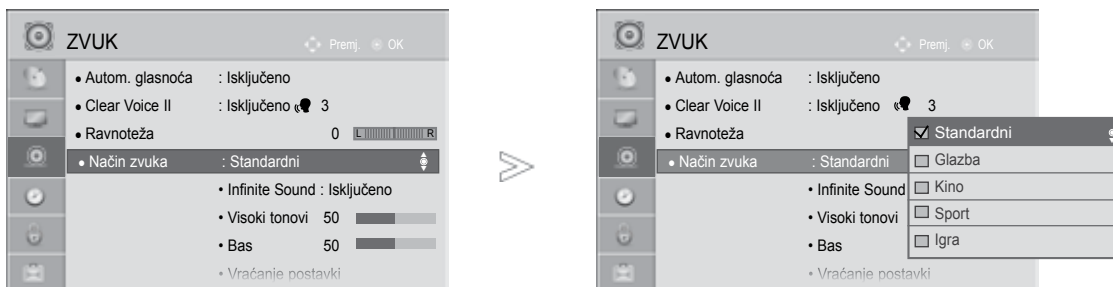 ZVUK
Premj. OK
• Autom. glasnoća : Isključeno
• Clear Voice II : Isključeno 3
• Ravnoteža 0 L R
• Način zvuka : Standardni
• Infinite Sound : Isključeno
• Visoki tonovi 50
• Bas 50
• Vraćanje postavki
ZVUK
Premj. OK
• Autom. glasnoća : Isključeno
• Clear Voice II : Isključeno 3
• Ravnoteža
• Način zvuka : Standardni
• Infinite Sound
• Visoki tonovi
• Bas
• Vraćanje postavki
Standardni
Glazba
Kino
Sport
Igra